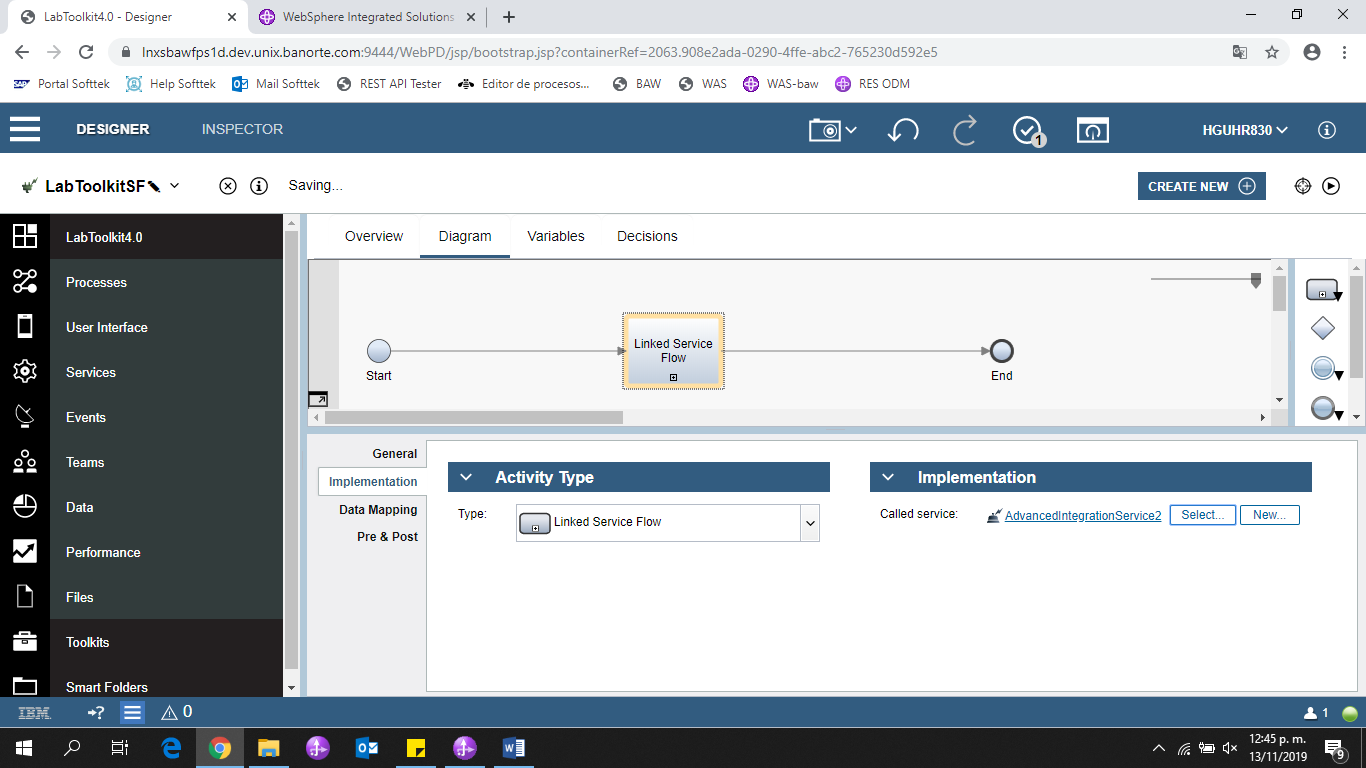 LabToolkit4.0 - Designer
WebSphere Integrated Solutions
lnxsbawfps1d.dev.unix.banorte.com:9444/WebPD/jsp/bootstrap.jsp?containerRef=2063.908e2ada-0290-4ffe-abc2-765230d592e5
SAP Portal Softtek Help Softtek Mail Softtek REST API Tester Editor de procesos... BAW WAS WAS-baw RES ODM
DESIGNER INSPECTOR 1 HGUHR830
LabToolkitSF Saving... CREATE NEW
LabToolkit4.0
Processes
User Interface
Services
Events
Teams
Data
Performance
Files
Toolkits
Smart Folders
Overview Diagram Variables Decisions
Linked Service
Flow
Start
End
General
Implementation
Data Mapping
Pre & Post
Activity Type
Type: Linked Service Flow
Implementation
Called service: AdvancedIntegrationService2 Select... New...
IBM 0 1
12:45 p. m.
13/11/2019
9